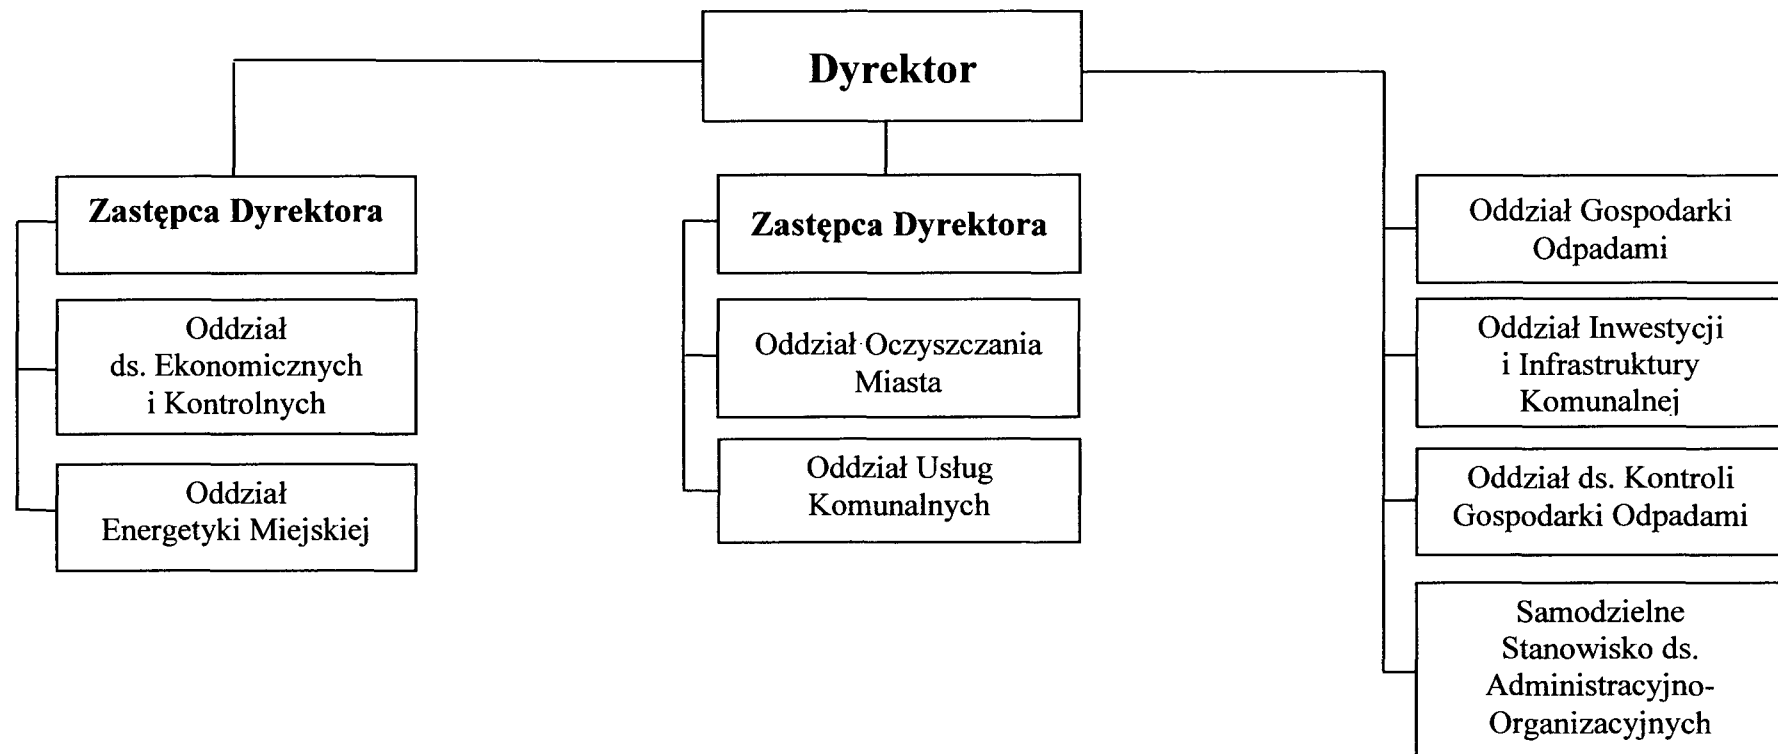 Dyrektor
Zastępca Dyrektora
Oddział
ds. Ekonomicznych
i Kontrolnych
Oddział
Energetyki Miejskiej
Zastępca Dyrektora
Oddział Oczyszczania
Miasta
Oddział Usług
Komunalnych
Oddział Gospodarki
Odpadami
Oddział Inwestycji
i Infrastruktury
Komunalnej
Oddział ds. Kontroli
Gospodarki Odpadami
Samodzielne
Stanowisko ds.
Administracyjno-
Organizacyjnych